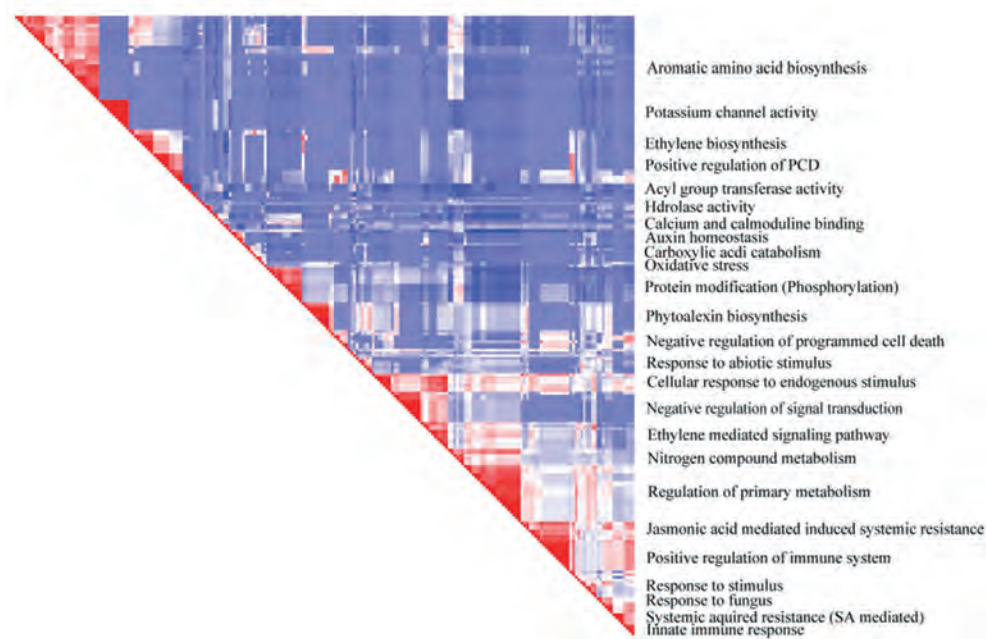 Aromatic amino acid biosynthesis
Potassium channel activity
Ethylene biosynthesis
Positive regulation of PCD
Acyl group transferase activity
Hdrolase activity
Calcium and calmoduline binding
Auxin homeostasis
Carboxylic acdi catabolism
Oxidative stress
Protein modification (Phosphorylation)
Phytoalexin biosynthesis
Negative regulation of programmed cell death
Response to abiotic stimulus
Cellular response to endogenous stimulus
Negative regulation of signal transduction
Ethylene mediated signaling pathway
Nitrogen compound metabolism
Regulation of primary metabolism
Jasmonic acid mediated induced systemic resistance
Positive regulation of immune system
Response to stimulus
Response to fungus
Systemic aquired resistance (SA mediated)
Innate immune response